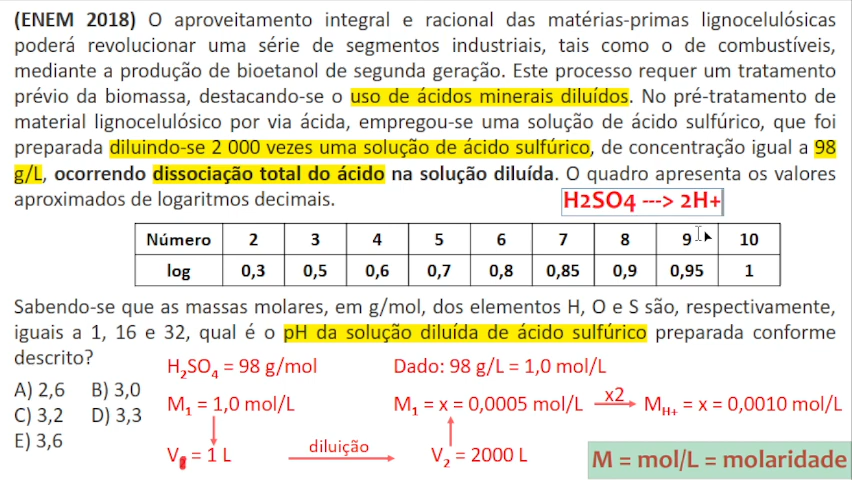 (ENEM 2018) O aproveitamento integral e racional das matérias-primas lignocelulósicas
poderá revolucionar uma série de segmentos industriais, tais como o de combustíveis,
mediante a produção de bioetanol de segunda geração. Este processo requer um tratamento
prévio da biomassa, destacando-se o uso de ácidos minerais diluídos. No pré-tratamento de
material lignocelulósico por via ácida, empregou-se uma solução de ácido sulfúrico, que foi
preparada diluindo-se 2 000 vezes uma solução de ácido sulfúrico, de concentração igual a 98
g/L, ocorrendo dissociação total do ácido na solução diluída. O quadro apresenta os valores
aproximados de logaritmos decimais.
H2SO4 ---> 2H+
Número 2 3 4 5 6 7 8 9 10
log 0,3 0,5 0,6 0,7 0,8 0,85 0,9 0,95 1
Sabendo-se que as massas molares, em g/mol, dos elementos H, O e S são, respectivamente,
iguais a 1, 16 e 32, qual é o pH da solução diluída de ácido sulfúrico preparada conforme
descrito?
H₂SO₄ = 98 g/mol Dado: 98 g/L = 1,0 mol/L
A) 2,6 B) 3,0
C) 3,2 D) 3,3
E) 3,6
M₁ = 1,0 mol/L M₁ = x = 0,0005 mol/L x2 M_H+ = x = 0,0010 mol/L
diluição
V = 1 L V₂ = 2000 L
M = mol/L = molaridade